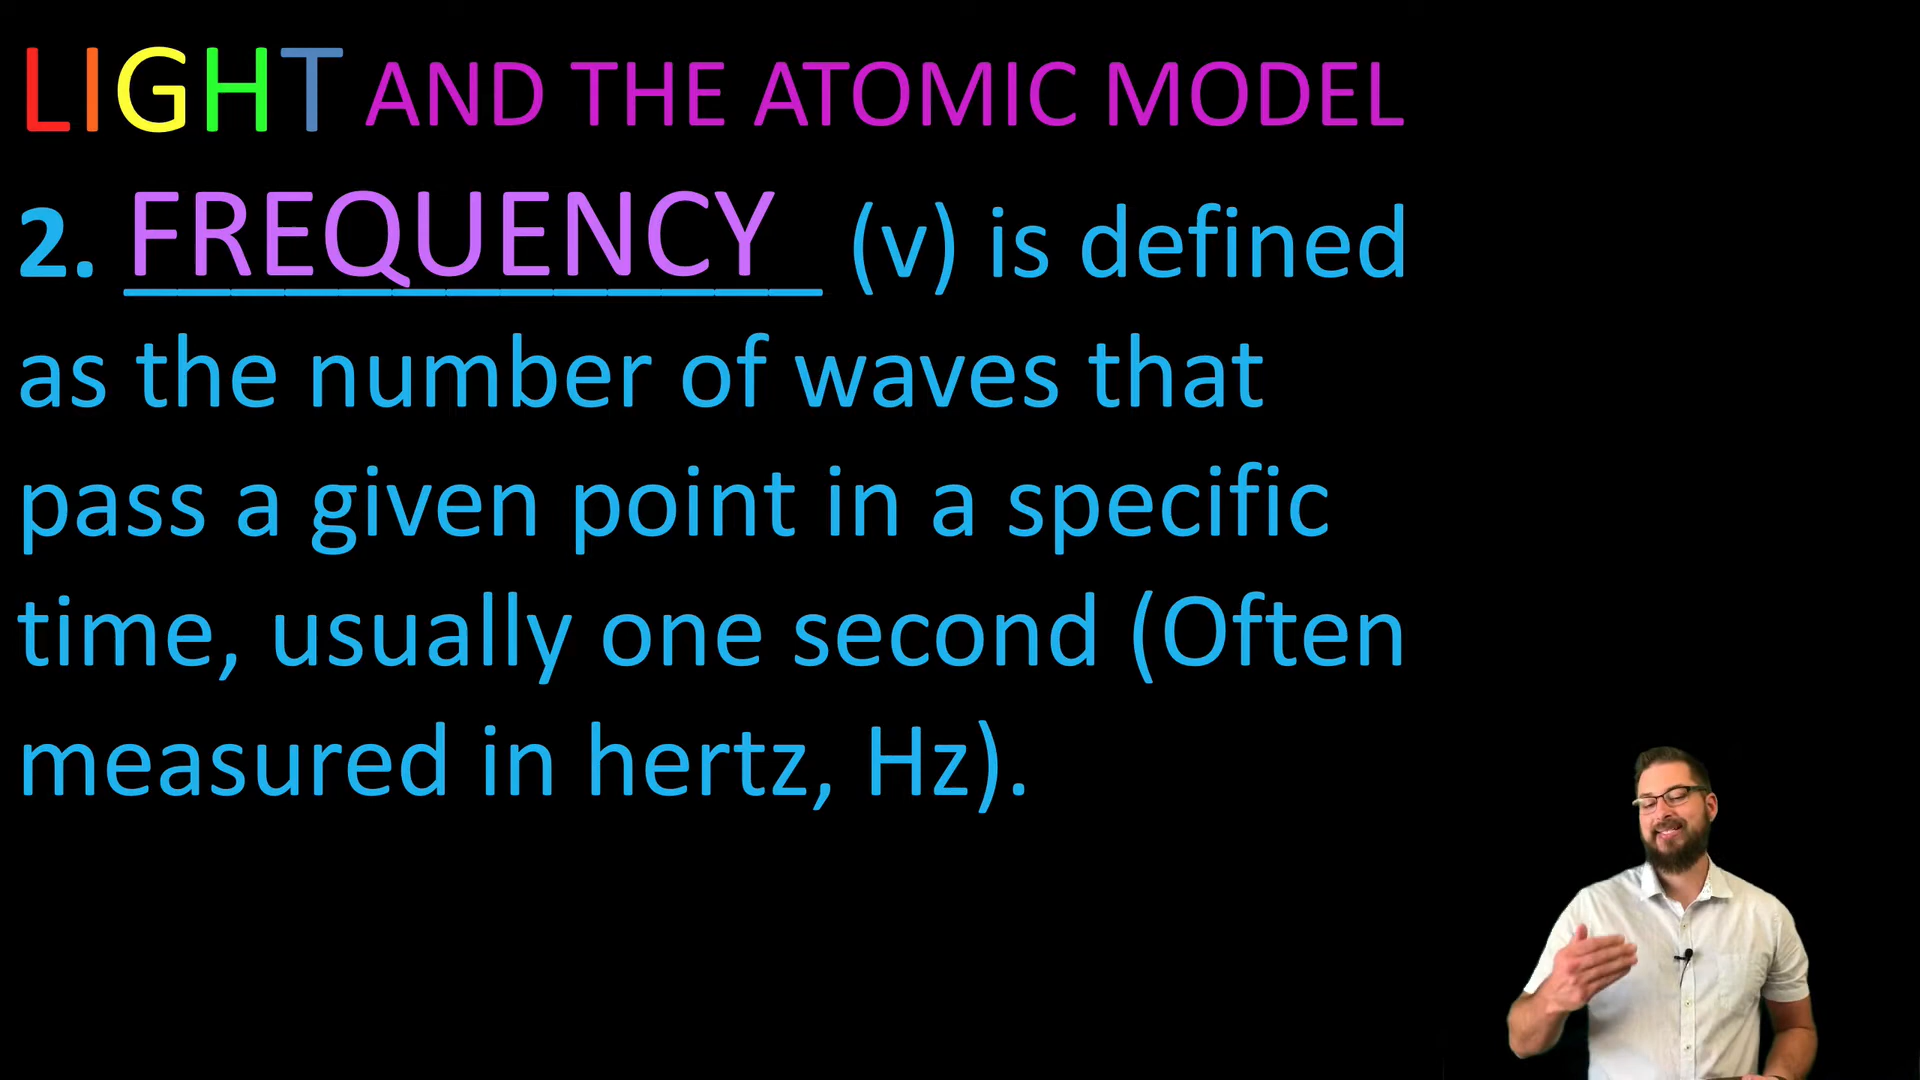 LIGHT AND THE ATOMIC MODEL
2. FREQUENCY (v) is defined
as the number of waves that
pass a given point in a specific
time, usually one second (Often
measured in hertz, Hz).